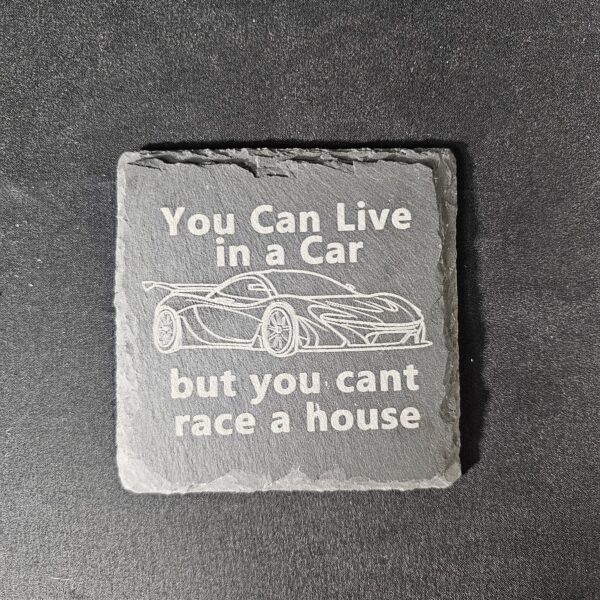 You Can Live
in a Car
but you cant
race a house